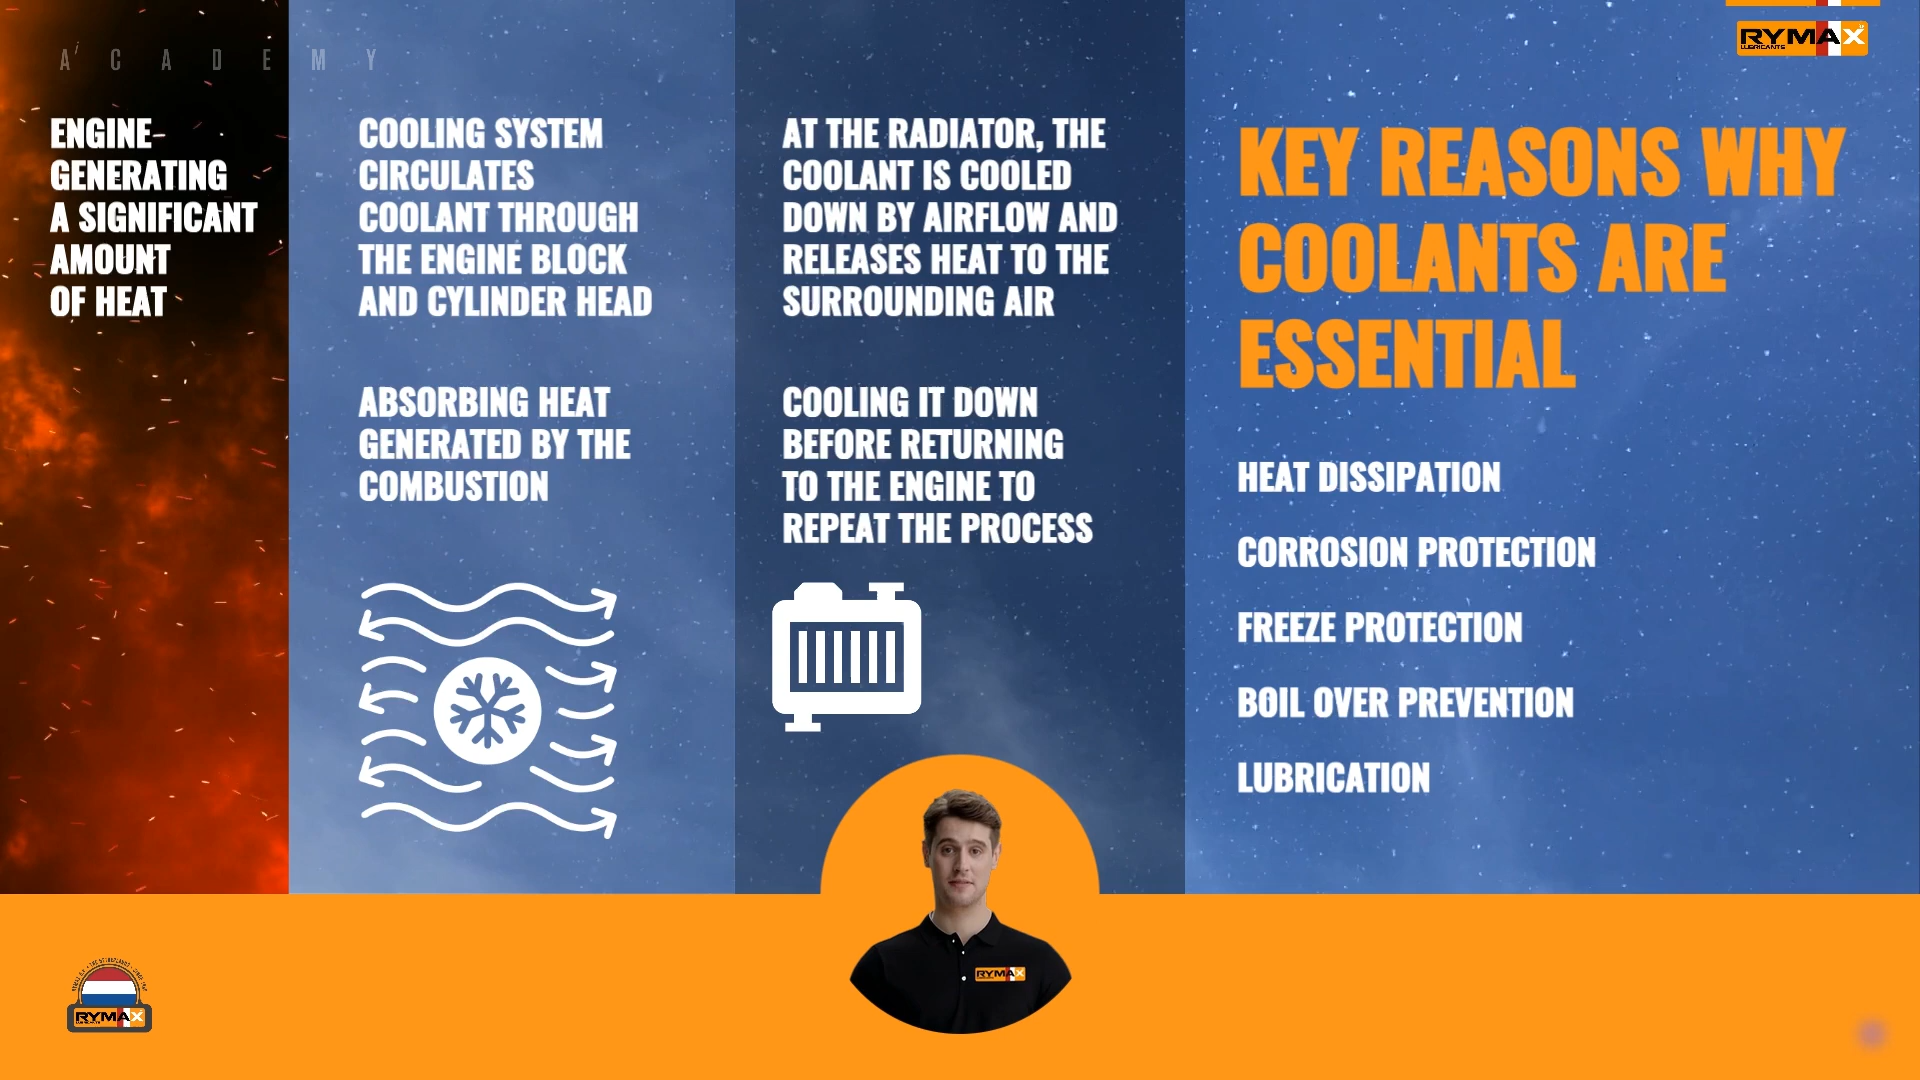 ACADEMY
RYMAX
LUBRICANTS
ENGINE-
GENERATING
A SIGNIFICANT
AMOUNT
OF HEAT
COOLING SYSTEM
CIRCULATES
COOLANT THROUGH
THE ENGINE BLOCK
AND CYLINDER HEAD
ABSORBING HEAT
GENERATED BY THE
COMBUSTION
AT THE RADIATOR, THE
COOLANT IS COOLED
DOWN BY AIRFLOW AND
RELEASES HEAT TO THE
SURROUNDING AIR
COOLING IT DOWN
BEFORE RETURNING
TO THE ENGINE TO
REPEAT THE PROCESS
KEY REASONS WHY
COOLANTS ARE
ESSENTIAL
HEAT DISSIPATION
CORROSION PROTECTION
FREEZE PROTECTION
BOIL OVER PREVENTION
LUBRICATION
RYMAX
RYMAX
LUBRICANTS